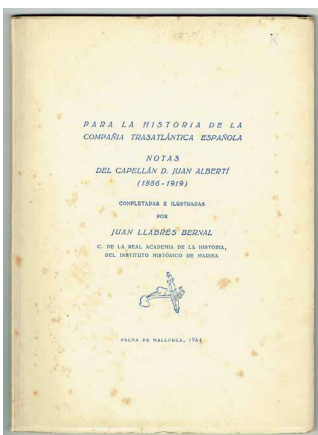 PARA LA HISTORIA DE LA
COMPAÑIA TRASATLÁNTICA ESPAÑOLA
NOTAS
DEL CAPELLÁN D. JUAN ALBERTÍ
(1886-1919)
COMPLETADAS E ILUSTRADAS
POR
JUAN LLABRÉS BERNAL
C. DE LA REAL ACADEMIA DE LA HISTORIA,
DEL INSTITUTO HISTÓRICO DE MARINA
PALMA DE MALLORCA, 1964